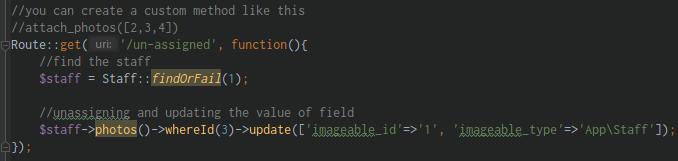 //you can create a custom method like this
//attach_photos([2,3,4])
Route::get( uri: '/un-assigned', function(){
//find the staff
$staff = Staff::findOrFail(1);
//unassigning and updating the value of field
$staff->photos()->whereId(3)->update(['imageable_id'=>'1', 'imageable_type'=>'App\Staff']);
});